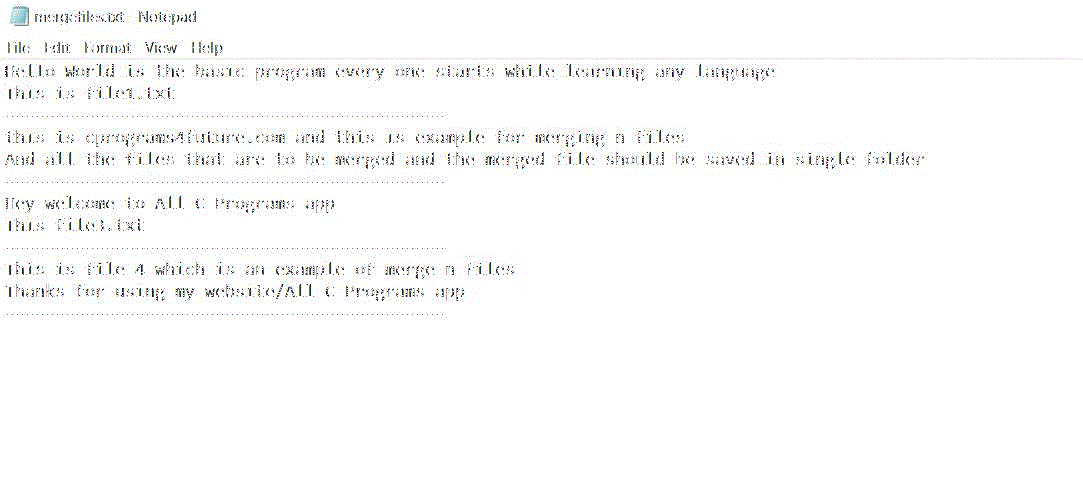 mergefiles.txt - Notepad
File Edit Format View Help
Hello World is the basic program every one starts while learning any language
This is file1.txt
--------------------------------------------
this is cprograms4future.com and this is example for merging n files
And all the files that are to be merged and the merged file should be saved in single folder
--------------------------------------------
Hey welcome to All C Programs app
This file3.txt
--------------------------------------------
This is file 4 which is an example of merge n files
Thanks for using my website/All C Programs app
--------------------------------------------